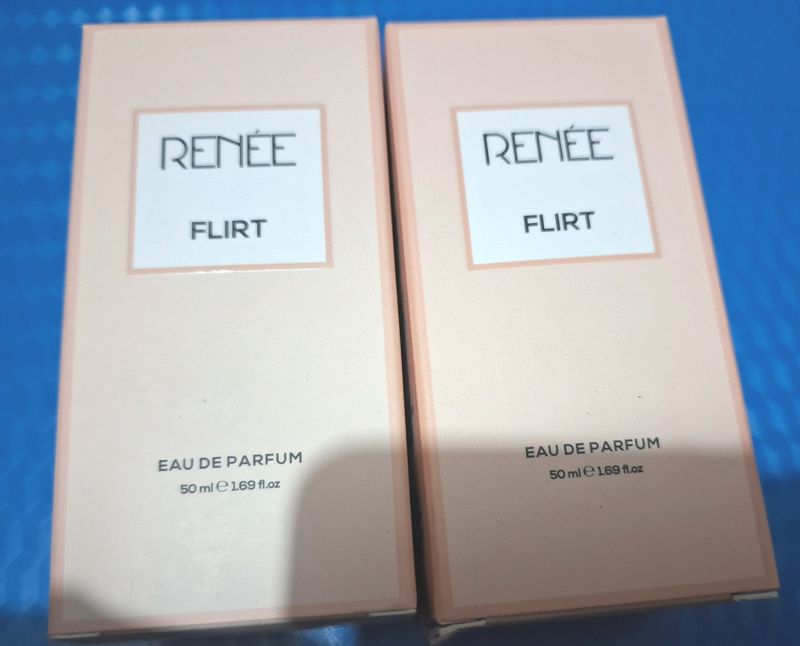 RENÉE
FLIRT
EAU DE PARFUM
50 ml ℮ 1.69 fl.oz
RENÉE
FLIRT
EAU DE PARFUM
50 ml ℮ 1.69 fl.oz